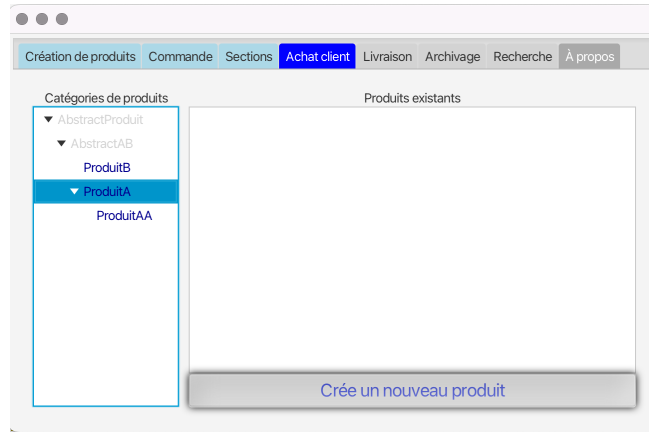 Création de produits Commande Sections Achat client Livraison Archivage Recherche À propos
Catégories de produits Produits existants
AbstractProduit
AbstractAB
ProduitB
ProduitA
ProduitAA
Crée un nouveau produit